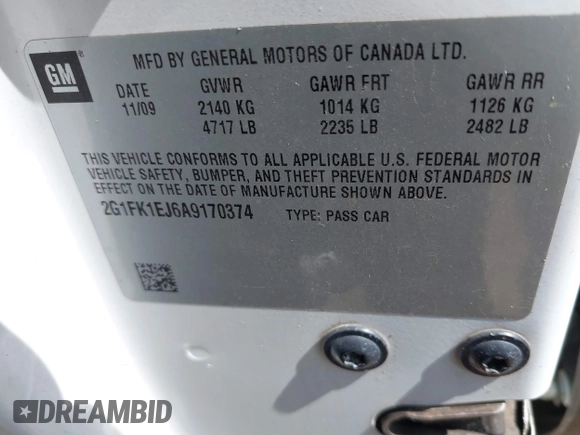 GM
MFD BY GENERAL MOTORS OF CANADA LTD.
DATE GVWR GAWR FRT GAWR RR
11/09 2140 KG 1014 KG 1126 KG
4717 LB 2235 LB 2482 LB
THIS VEHICLE CONFORMS TO ALL APPLICABLE U.S. FEDERAL MOTOR
VEHICLE SAFETY, BUMPER, AND THEFT PREVENTION STANDARDS IN
EFFECT ON THE DATE OF MANUFACTURE SHOWN ABOVE.
2G1FK1EJ6A9170374 TYPE: PASS CAR
DREAMBID